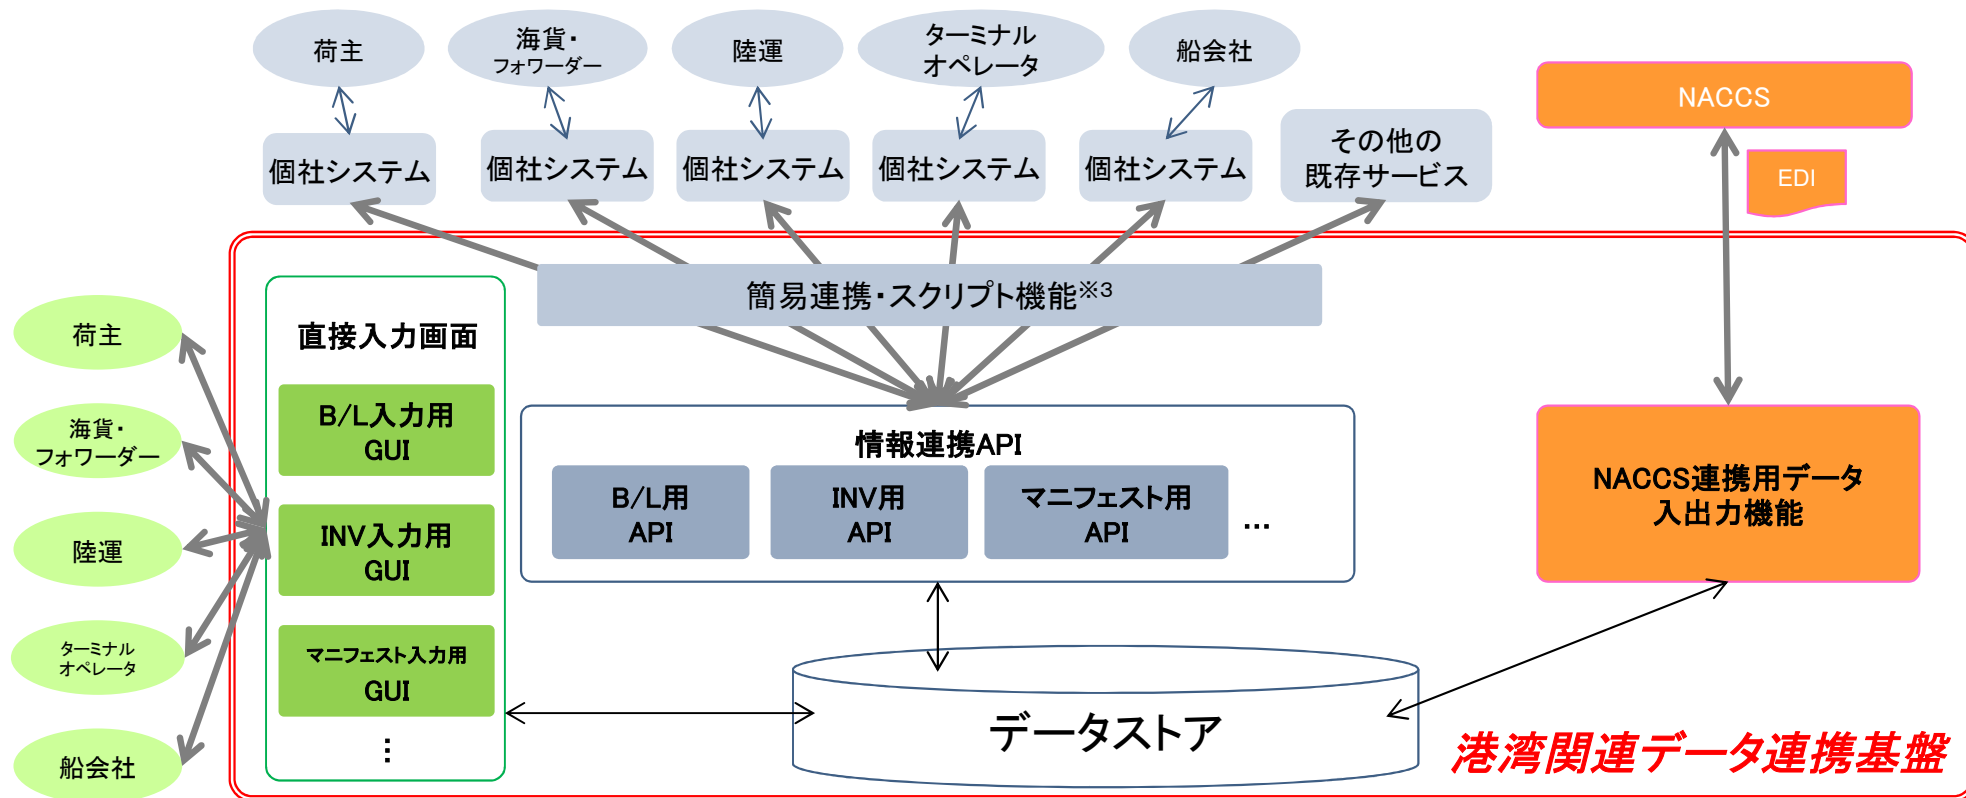 荷主
海貨・
フォワーダー
陸運
ターミナル
オペレータ
船会社
NACCS
個社システム
個社システム
個社システム
個社システム
個社システム
その他の
既存サービス
EDI
簡易連携・スクリプト機能※3
直接入力画面
荷主
海貨・
フォワーダー
陸運
ターミナル
オペレータ
船会社
B/L入力用
GUI
INV入力用
GUI
マニフェスト入力用
GUI
…
情報連携API
B/L用
API
INV用
API
マニフェスト用
API
…
NACCS連携用データ
入出力機能
データストア
港湾関連データ連携基盤